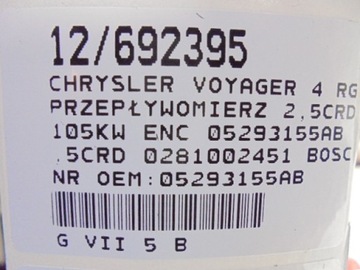 12/692395
CHRYSLER VOYAGER 4 RG
PRZEPŁYWOMIERZ 2,5CRD
105KW ENC 05293155AB
,5CRD 0281002451 BOSC
NR OEM:05293155AB
G VII 5 B